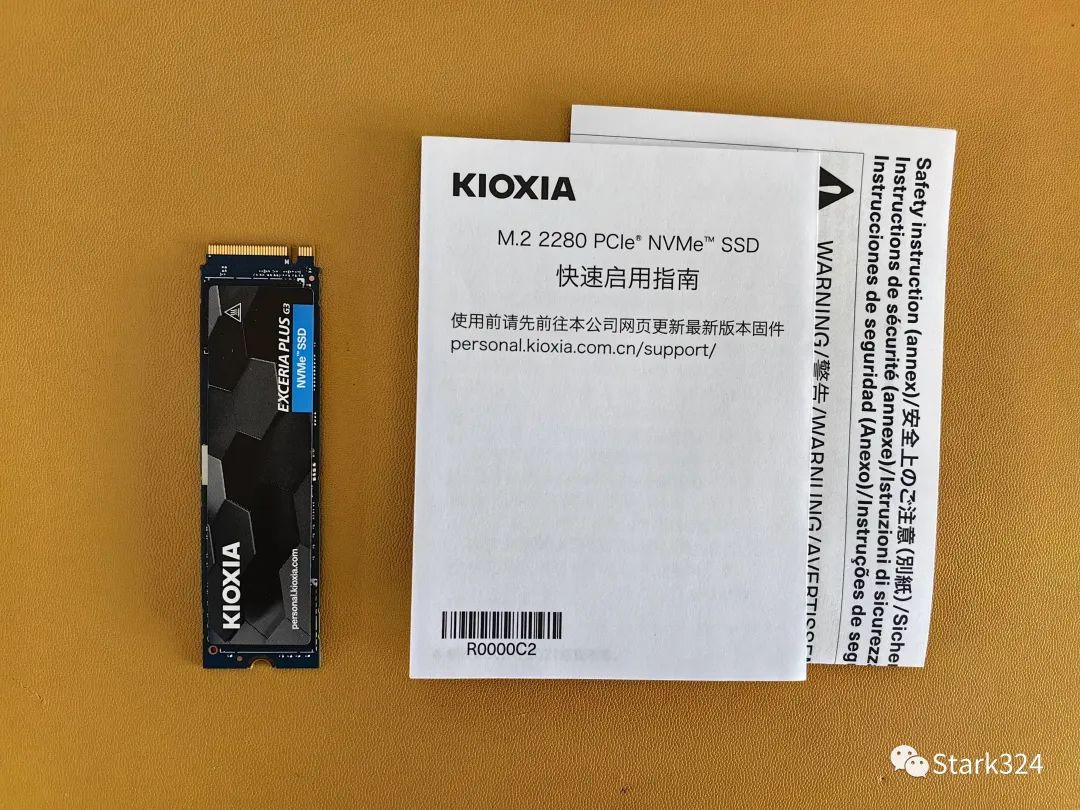 EXCERIA PLUS G3
NVMe™ SSD
KIOXIA
personal.kioxia.com
KIOXIA
M.2 2280 PCIe® NVMe™ SSD
快速启用指南
使用前请先前往本公司网页更新最新版本固件
personal.kioxia.com.cn/support/
R0000C2
Safety instruction (annex)/安全上のご注意(別紙)/Siche
Instructions de sécurité (annexe)/Istruzioni di sicurezz
Instrucciones de seguridad (Anexo)/Instruções de seg
WARNING/警告/WARNUNG/AVERTISSEM
Stark324